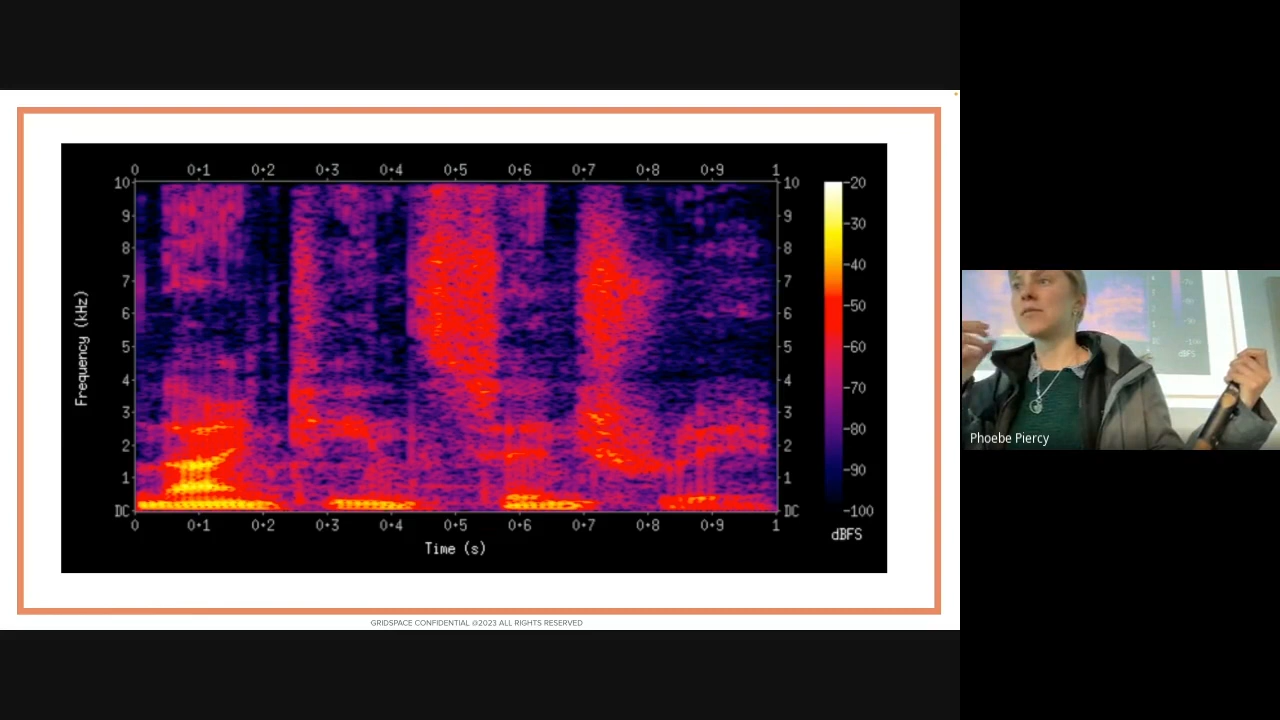 0 0·1 0·2 0·3 0·4 0·5 0·6 0·7 0·8 0·9 1
10 10 -20
9 9 -30
8 8 -40
7 7 -50
6 6 -60
5 5 -70
4 4 -80
3 3 -90
2 2 -100
1 1
DC DC
Frequency (kHz)
0 0·1 0·2 0·3 0·4 0·5 0·6 0·7 0·8 0·9 1
dBFS
Time (s)
GRIDSPACE CONFIDENTIAL @2023 ALL RIGHTS RESERVED
dBFS
Phoebe Piercy